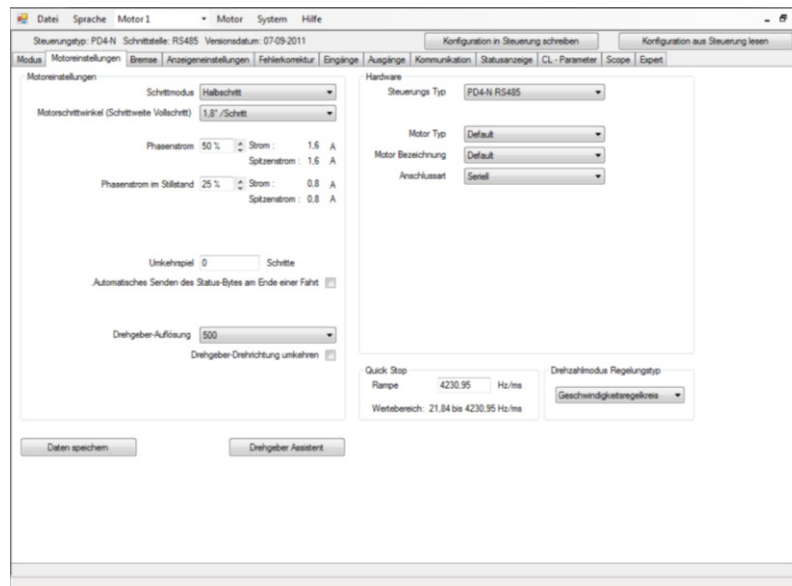 Datei Sprache Motor 1 Motor System Hilfe
Steuerungstyp: PD4-N Schnittstelle: RS485 Versionsdatum: 07-09-2011 Konfiguration in Steuerung schreiben Konfiguration aus Steuerung lesen
Modus Motoreinstellungen Bremse Anzeigeneinstellungen Fehlerkorrektur Eingänge Ausgänge Kommunikation Statusanzeige CL - Parameter Scope Expert
Motoreinstellungen
Schrittmodus Halbschritt
Motorschrittwinkel (Schrittweite Vollschritt) 1,8° /Schritt
Phasenstrom 50 % Strom : 1,6 A
Spitzenstrom : 1,6 A
Phasenstrom im Stillstand 25 % Strom : 0,8 A
Spitzenstrom : 0,8 A
Umkehrspiel 0 Schritte
Automatisches Senden des Status-Bytes am Ende einer Fahrt
Drehgeber-Auflösung 500
Drehgeber-Drehrichtung umkehren
Hardware
Steuerungs Typ PD4-N RS485
Motor Typ Default
Motor Bezeichnung Default
Anschlussart Seriell
Quick Stop
Rampe 4230,95 Hz/ms
Wertebereich: 21,84 bis 4230,95 Hz/ms
Drehzahlmodus Regelungstyp
Geschwindigkeitsregelkreis
Daten speichern Drehgeber Assistent